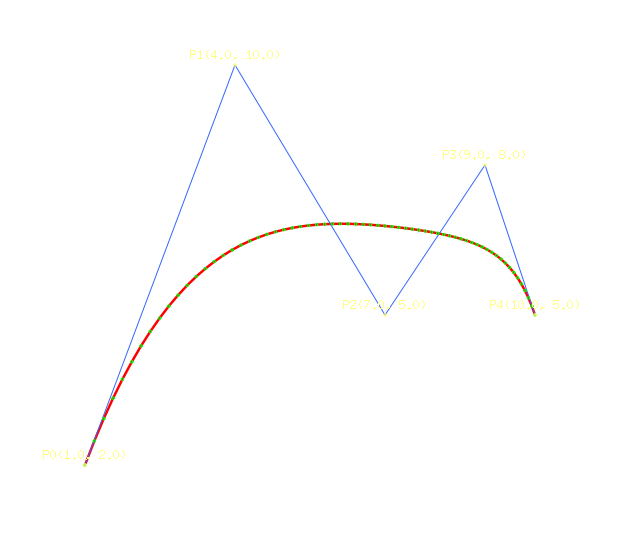 P1(4.0, 10.0)
P3(9.0, 8.0)
P2(7.0, 5.0)
P4(10.0, 5.0)
P0(1.0, 2.0)